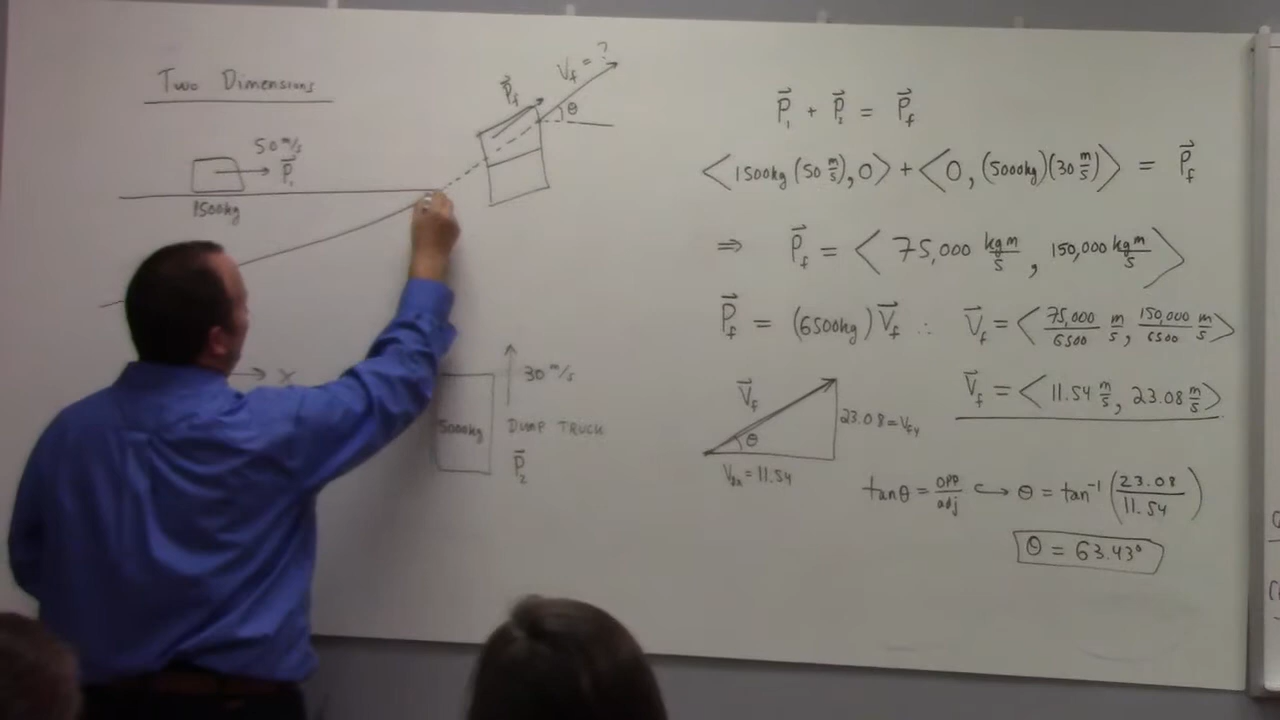 Two Dimensions
50 m/s
P⃗₁
1500kg
P⃗f
Vf = ?
θ
x
5000kg
30 m/s
DUMP TRUCK
P⃗₂
P⃗₁ + P⃗₂ = P⃗f
<1500kg (50 m/s), 0> + <0, (5000kg)(30 m/s)> = P⃗f
⇒ P⃗f = <75,000 kg m/s, 150,000 kg m/s>
P⃗f = (6500kg) V⃗f ∴ V⃗f = <75,000/6500 m/s, 150,000/6500 m/s>
V⃗f = <11.54 m/s, 23.08 m/s>
V⃗f
θ
23.08 = Vfy
Vfx = 11.54
tanθ = opp/adj ↪ θ = tan⁻¹ (23.08/11.54)
θ = 63.43°